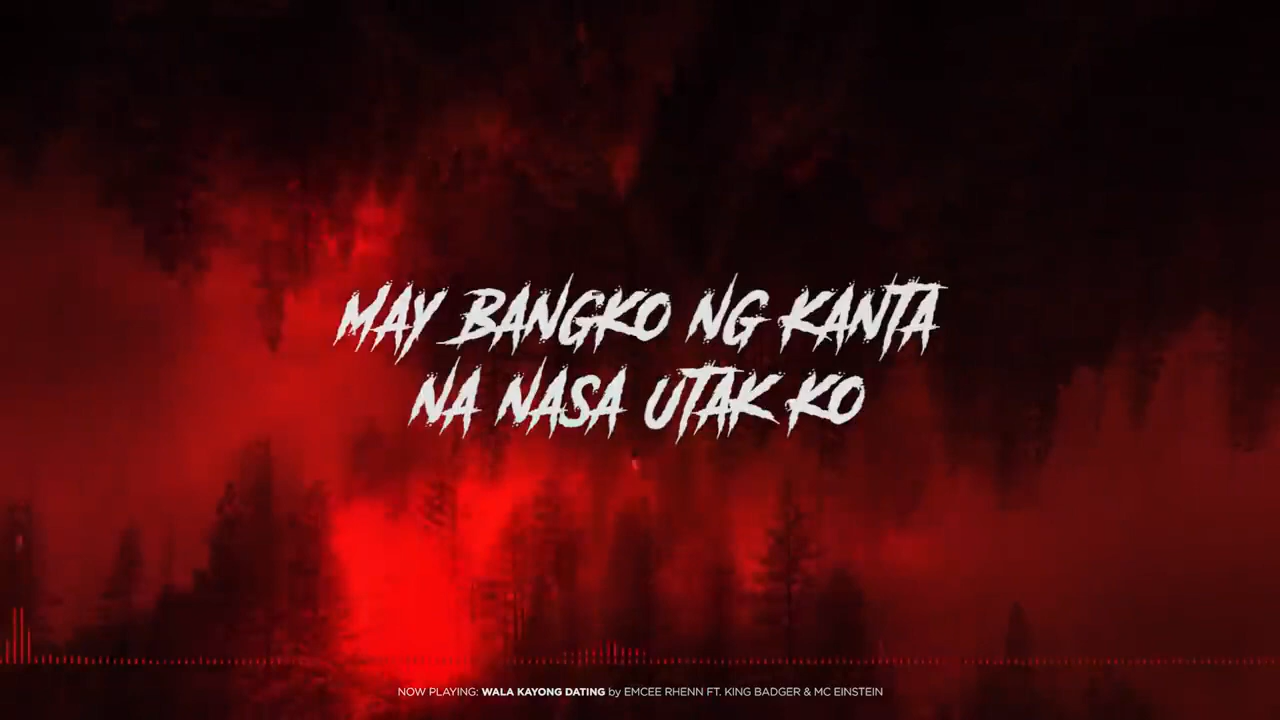 MAY BANGKO NG KANTA
NA NASA UTAK KO
NOW PLAYING: WALA KAYONG DATING by EMCEE RHENN FT. KING BADGER & MC EINSTEIN